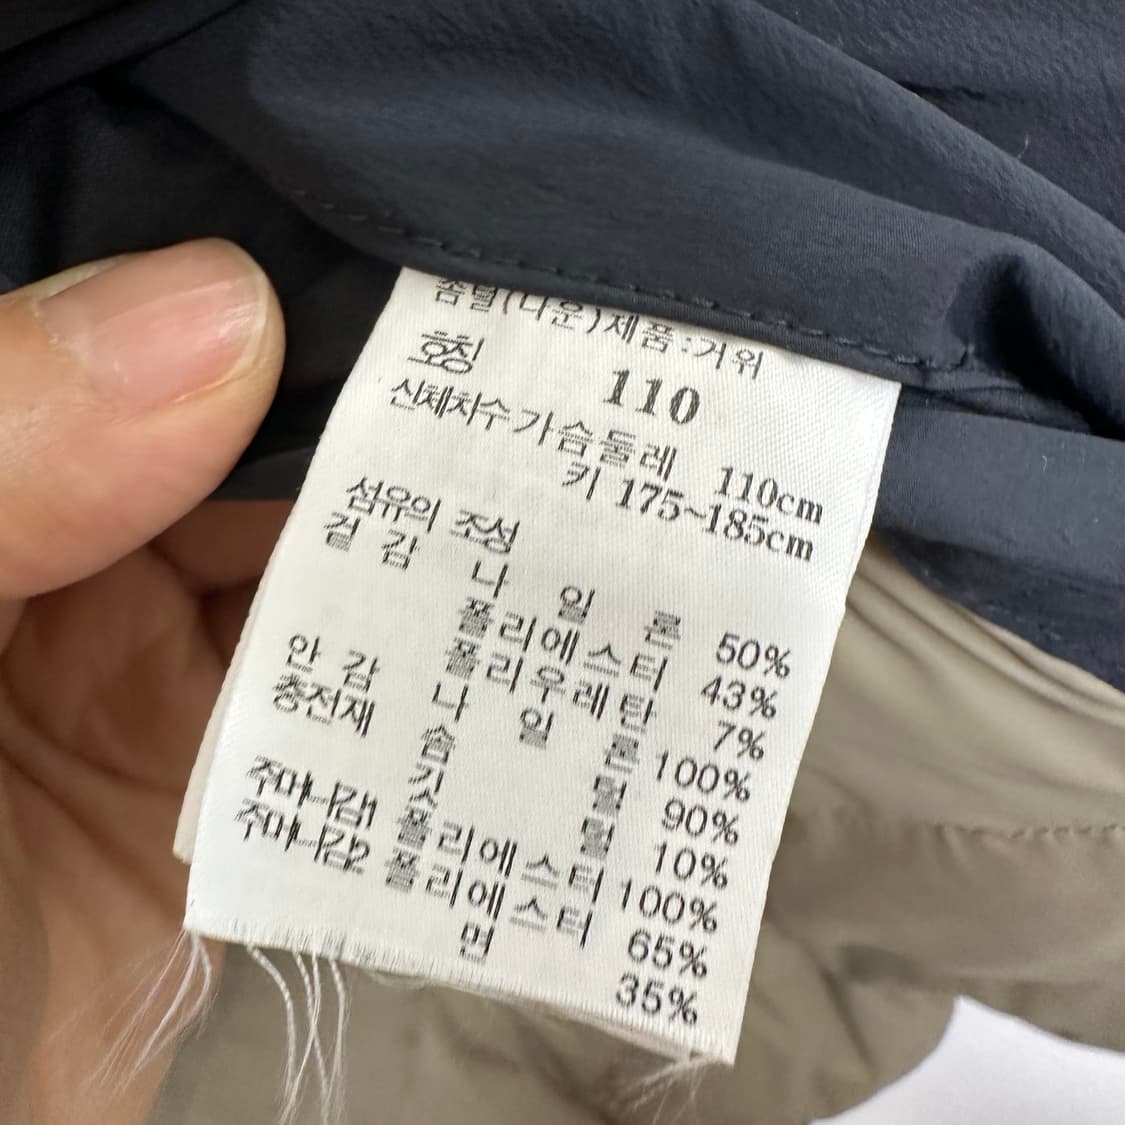 솜털(다운)제품:거위
호칭 110
신체치수 가슴둘레 110cm
키 175~185cm
섬유의 조성
겉 감 나 일 론 50%
폴리에스터 43%
폴리우레탄 7%
안 감 나 일 론 100%
충전재 솜 털 90%
깃 털 10%
주머니감1 폴리에스터 100%
주머니감2 폴리에스터 65%
면 35%